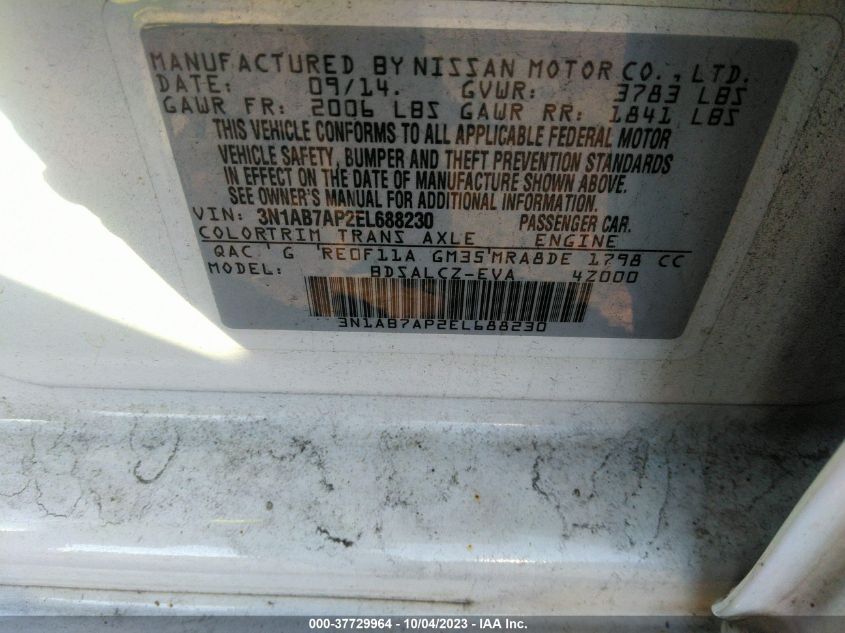 MANUFACTURED BY NISSAN MOTOR CO., LTD.
DATE: 09/14. GVWR: 3783 LBS
GAWR FR: 2006 LBS GAWR RR: 1841 LBS
THIS VEHICLE CONFORMS TO ALL APPLICABLE FEDERAL MOTOR
VEHICLE SAFETY, BUMPER AND THEFT PREVENTION STANDARDS
IN EFFECT ON THE DATE OF MANUFACTURE SHOWN ABOVE.
SEE OWNER'S MANUAL FOR ADDITIONAL INFORMATION.
VIN: 3N1AB7AP2EL688230 PASSENGER CAR.
COLOR TRIM TRANS AXLE ENGINE
QAC ' G 'RE0F11A GM35'MRA8DE 1798 CC
MODEL: BDSALCZ-EVA 4Z000
3N1AB7AP2EL688230
000-37729964 - 10/04/2023 - IAA Inc.